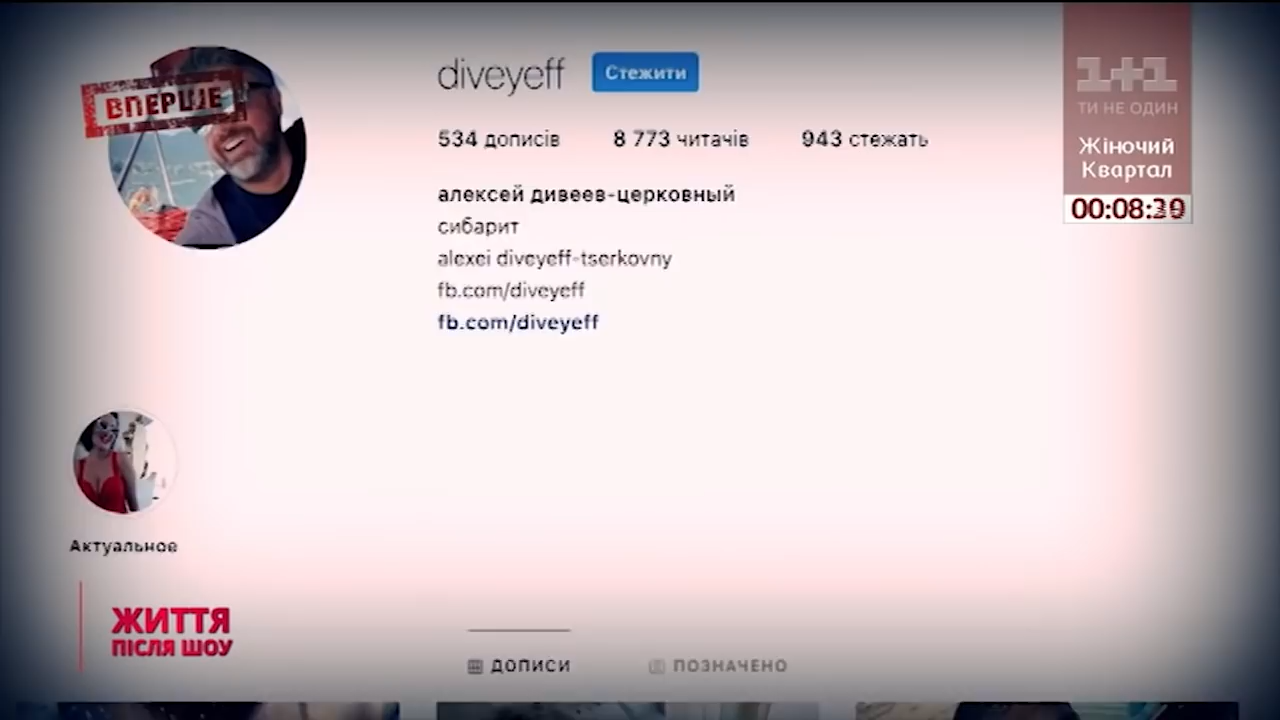 diveyeff
Стежити
ВПЕРШЕ
534 дописів 8 773 читачів 943 стежать
алексей дивеев-церковный
сибарит
alexei diveyeff-tserkovny
fb.com/diveyeff
fb.com/diveyeff
1+1
ТИ НЕ ОДИН
Жіночий
Квартал
00:08:39
Актуальное
ЖИТТЯ
ПІСЛЯ ШОУ
ДОПИСИ
ПОЗНАЧЕНО